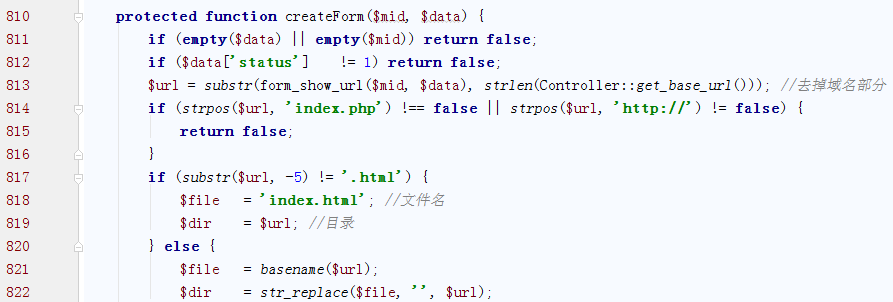 810 protected function createForm($mid, $data) {
811 if (empty($data) || empty($mid)) return false;
812 if ($data['status'] != 1) return false;
813 $url = substr(form_show_url($mid, $data), strlen(Controller::get_base_url())); //去掉域名部分
814 if (strpos($url, 'index.php') !== false || strpos($url, 'http://') != false) {
815 return false;
816 }
817 if (substr($url, -5) != '.html') {
818 $file = 'index.html'; //文件名
819 $dir = $url; //目录
820 } else {
821 $file = basename($url);
822 $dir = str_replace($file, '', $url);